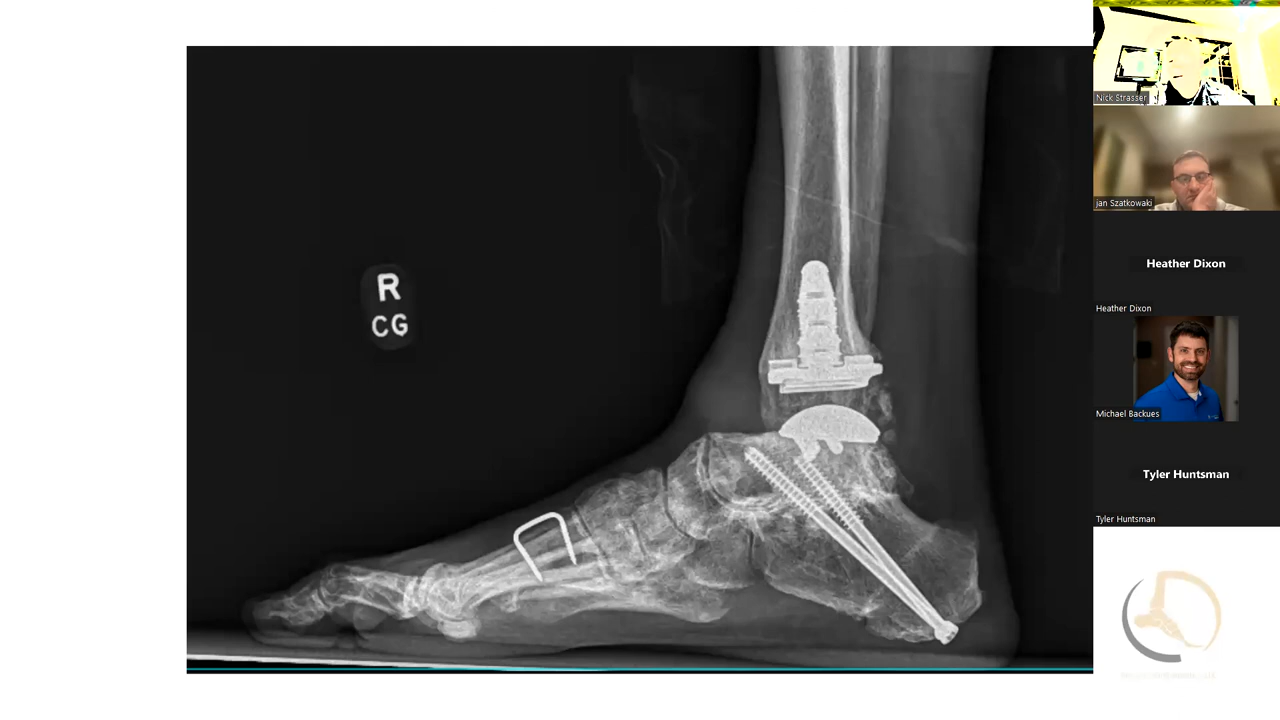 R
CG
Nick Strasser
jan Szatkowaki
Heather Dixon
Heather Dixon
Michael Backues
Tyler Huntsman
Tyler Huntsman